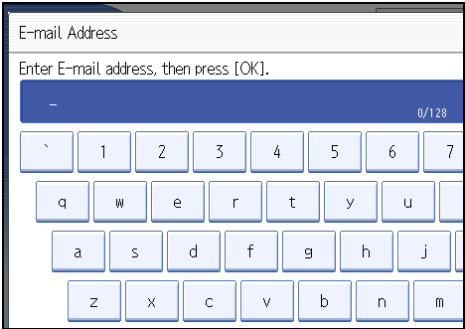 E-mail Address
Enter E-mail address, then press [OK].
_
0/128
` 1 2 3 4 5 6 7
q w e r t y u
a s d f g h j
z x c v b n m